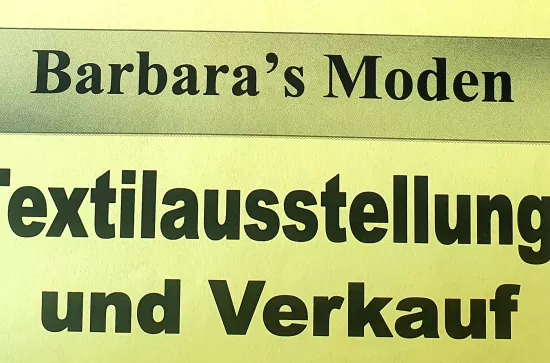 Barbara’s Moden
Textilausstellung
und Verkauf